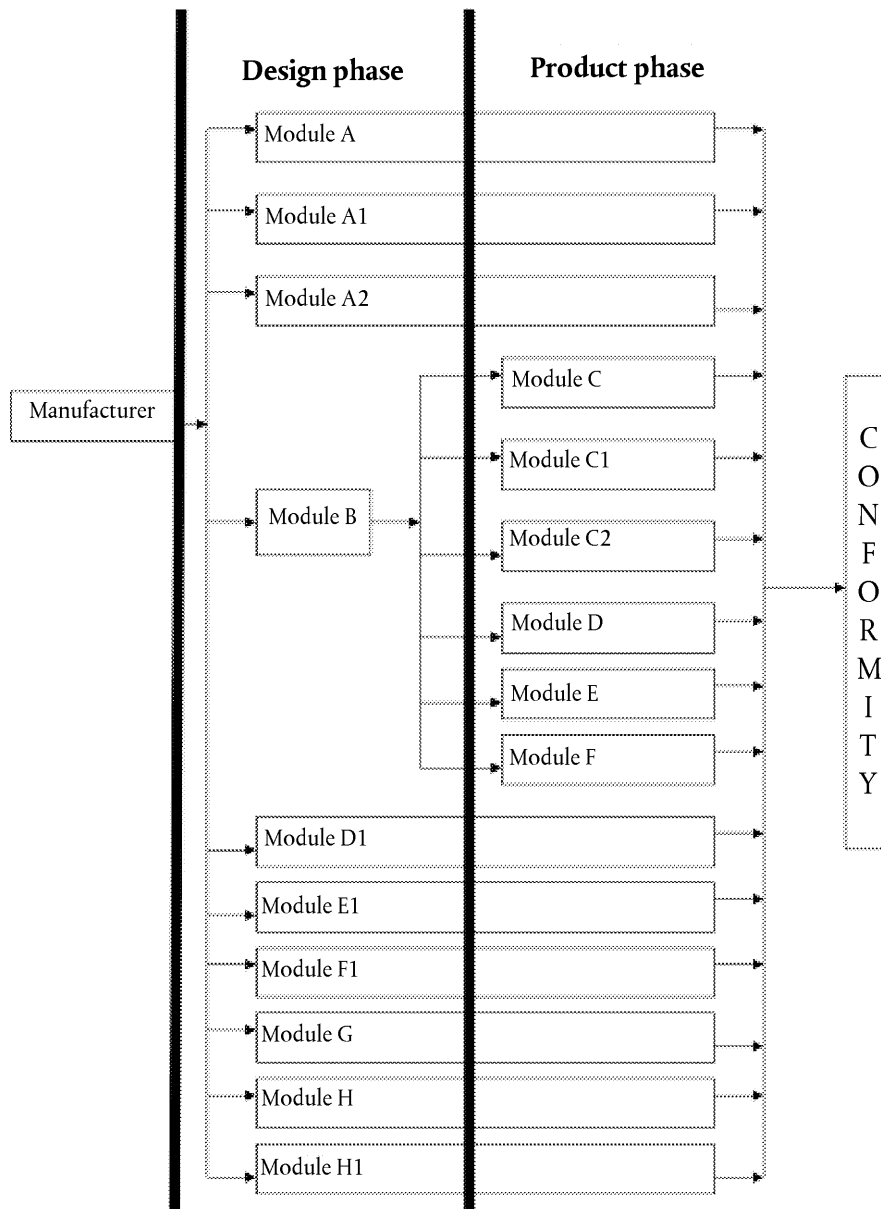 Design phase
Product phase
Module A
Module A1
Module A2
Manufacturer
Module B
Module C
Module C1
Module C2
Module D
Module E
Module F
Module D1
Module E1
Module F1
Module G
Module H
Module H1
C
O
N
F
O
R
M
I
T
Y